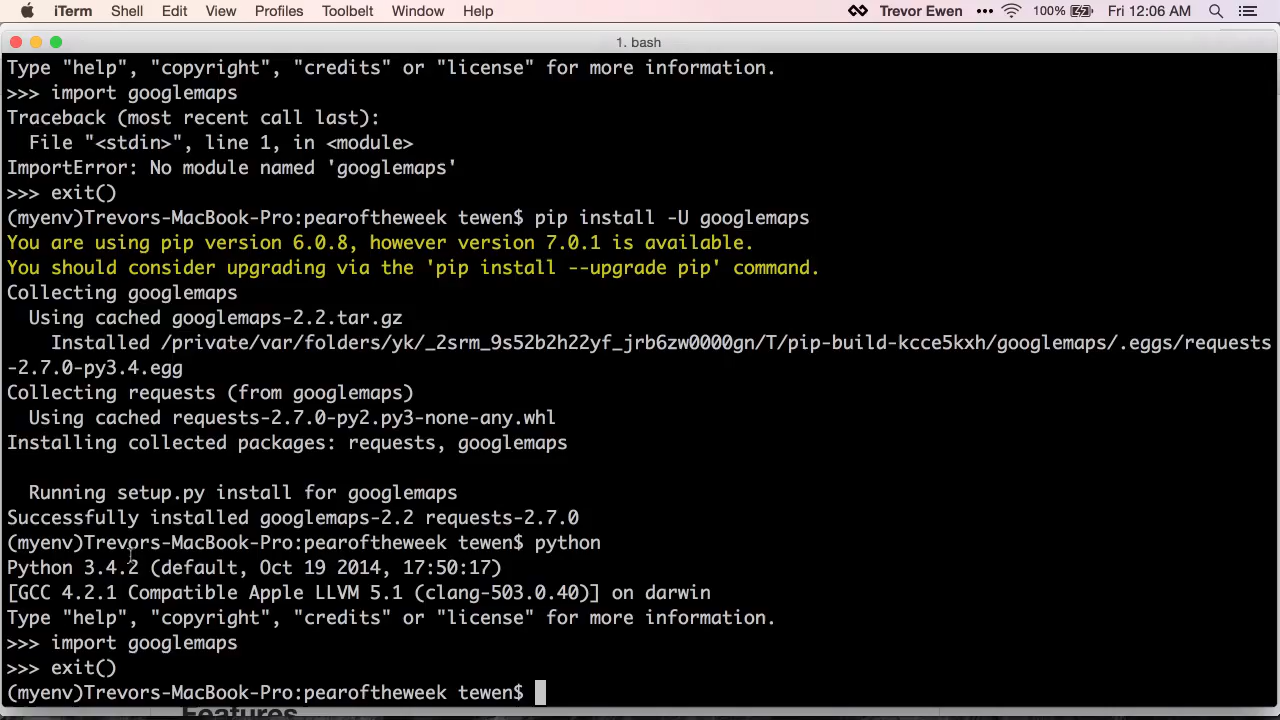 iTerm Shell Edit View Profiles Toolbelt Window Help Trevor Ewen 100% Fri 12:06 AM
1. bash
Type "help", "copyright", "credits" or "license" for more information.
>>> import googlemaps
Traceback (most recent call last):
  File "<stdin>", line 1, in <module>
ImportError: No module named 'googlemaps'
>>> exit()
(myenv)Trevors-MacBook-Pro:pearoftheweek tewen$ pip install -U googlemaps
You are using pip version 6.0.8, however version 7.0.1 is available.
You should consider upgrading via the 'pip install --upgrade pip' command.
Collecting googlemaps
  Using cached googlemaps-2.2.tar.gz
    Installed /private/var/folders/yk/_2srm_9s52b2h22yf_jrb6zw0000gn/T/pip-build-kcce5kxh/googlemaps/.eggs/requests
-2.7.0-py3.4.egg
Collecting requests (from googlemaps)
  Using cached requests-2.7.0-py2.py3-none-any.whl
Installing collected packages: requests, googlemaps
  Running setup.py install for googlemaps
Successfully installed googlemaps-2.2 requests-2.7.0
(myenv)Trevors-MacBook-Pro:pearoftheweek tewen$ python
Python 3.4.2 (default, Oct 19 2014, 17:50:17)
[GCC 4.2.1 Compatible Apple LLVM 5.1 (clang-503.0.40)] on darwin
Type "help", "copyright", "credits" or "license" for more information.
>>> import googlemaps
>>> exit()
(myenv)Trevors-MacBook-Pro:pearoftheweek tewen$
Features